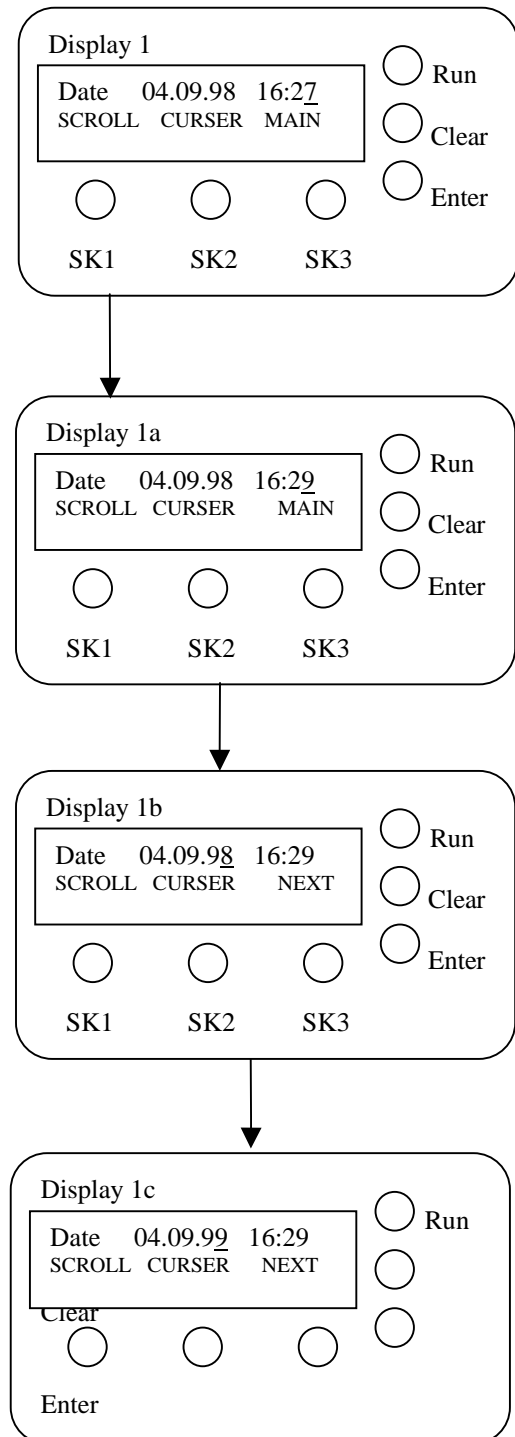 Display 1
Date 04.09.98 16:27
SCROLL CURSER MAIN
Run
Clear
Enter
SK1 SK2 SK3
Display 1a
Date 04.09.98 16:29
SCROLL CURSER MAIN
Run
Clear
Enter
SK1 SK2 SK3
Display 1b
Date 04.09.98 16:29
SCROLL CURSER NEXT
Run
Clear
Enter
SK1 SK2 SK3
Display 1c
Date 04.09.99 16:29
SCROLL CURSER NEXT
Run
Clear
Enter